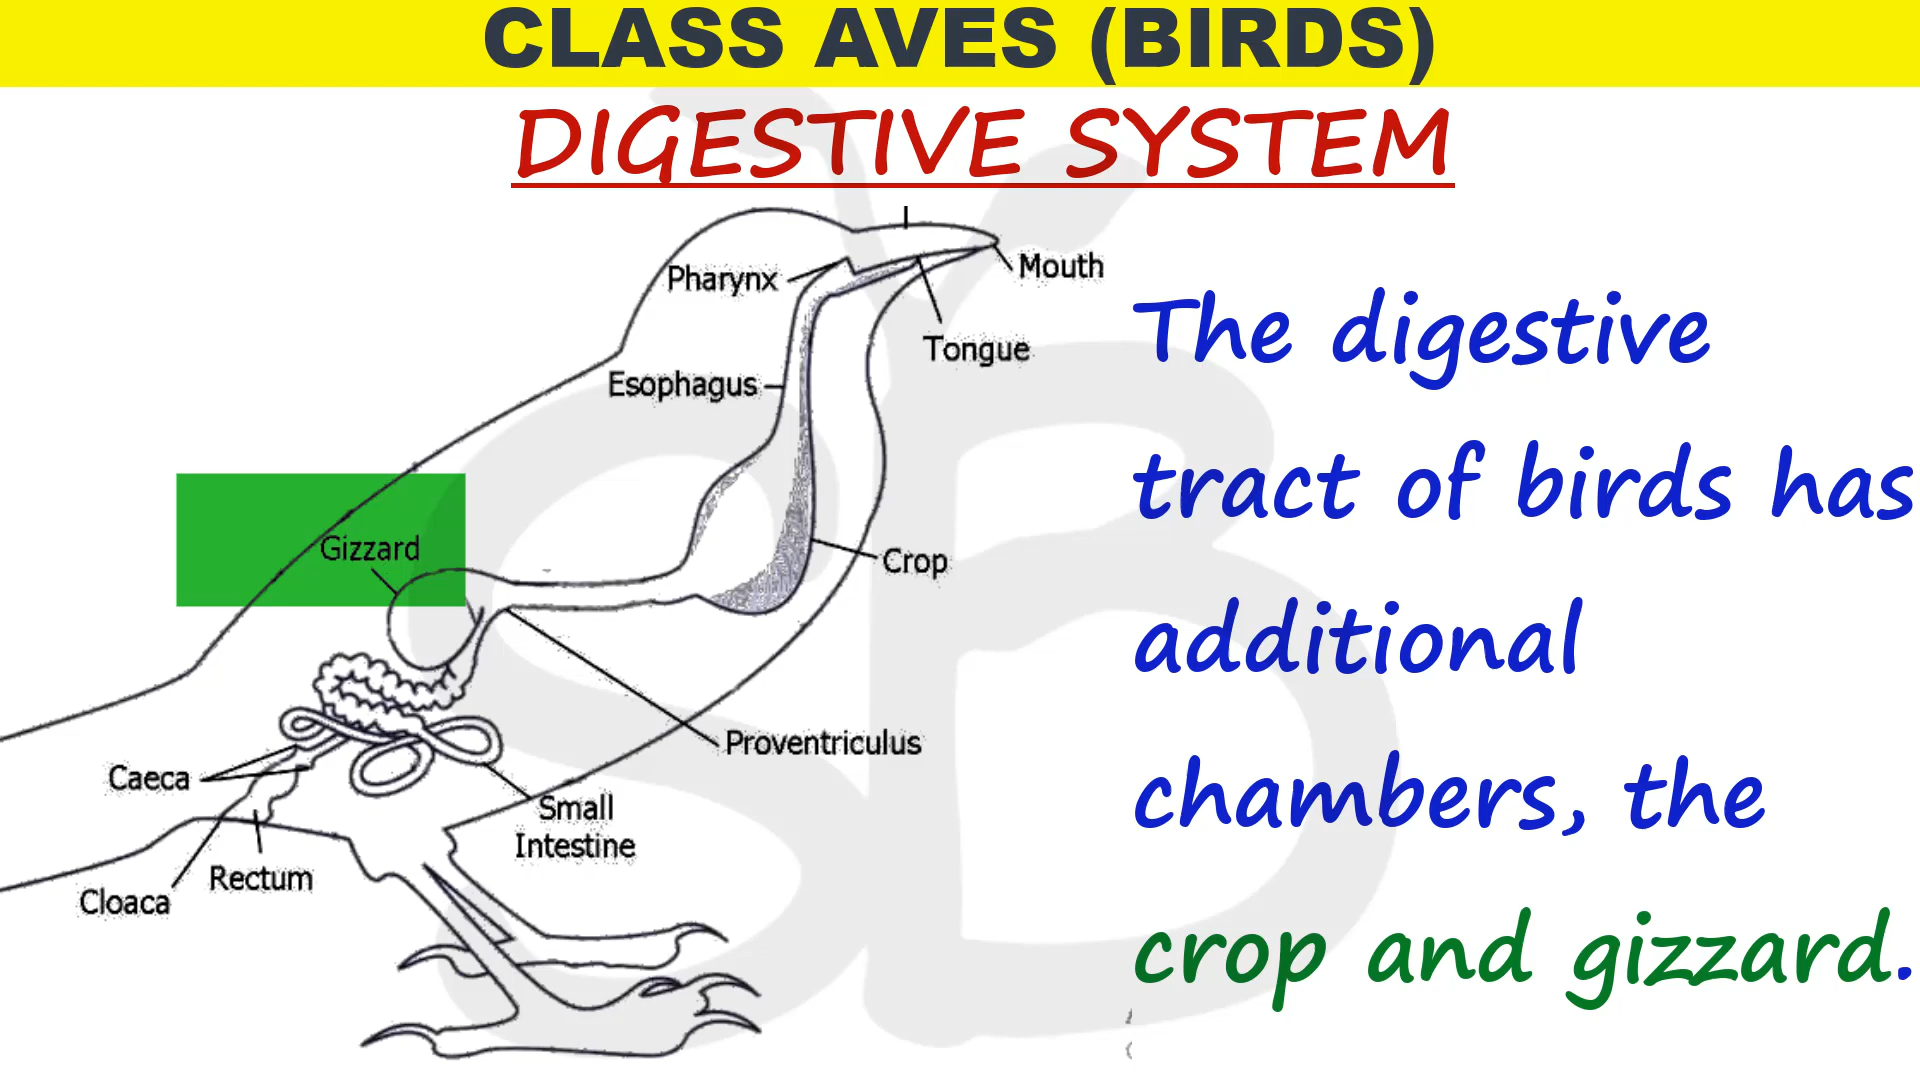 CLASS AVES (BIRDS)
DIGESTIVE SYSTEM
Pharynx
Mouth
Tongue
Esophagus
Gizzard
Crop
Proventriculus
Caeca
Small
Intestine
Rectum
Cloaca
The digestive
tract of birds has
additional
chambers, the
crop and gizzard.